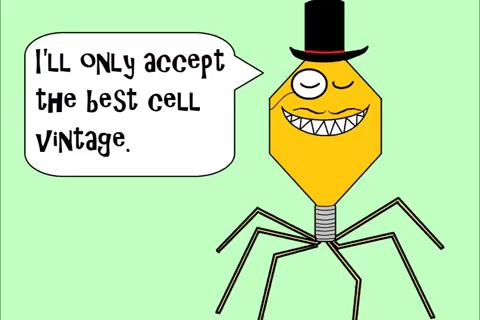 I'll only accept
the best cell
vintage.